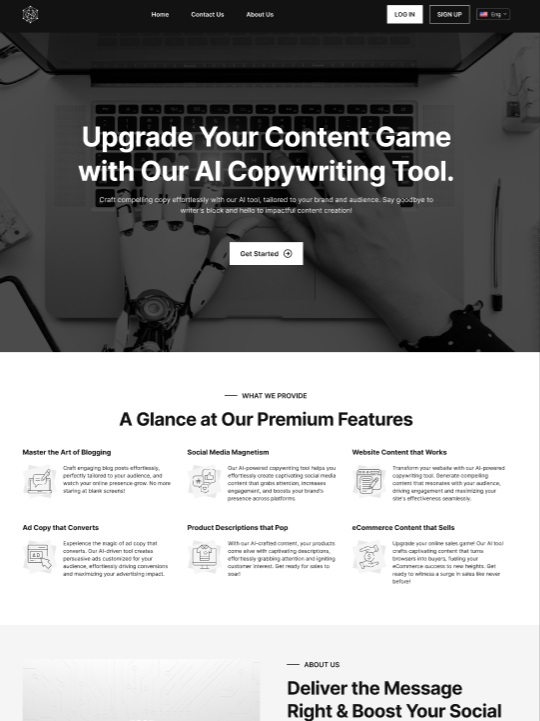 Home Contact Us About Us LOG IN SIGN UP Eng
Upgrade Your Content Game
with Our AI Copywriting Tool.
Craft compelling copy effortlessly with our AI tool, tailored to your brand and audience. Say goodbye to
writer's block and hello to impactful content creation!
Get Started
WHAT WE PROVIDE
A Glance at Our Premium Features
Master the Art of Blogging
Craft engaging blog posts effortlessly,
perfectly tailored to your audience, and
watch your online presence grow. No more
staring at blank screens!
Social Media Magnetism
Our AI-powered copywriting tool helps you
effortlessly create captivating social media
content that grabs attention, increases
engagement, and boosts your brand's
presence across platforms.
Website Content that Works
Transform your website with our AI-powered
copywriting tool. Generate compelling
content that resonates with your audience,
driving engagement and maximizing your
site's effectiveness seamlessly.
Ad Copy that Converts
AD
Experience the magic of ad copy that
converts. Our AI-driven tool creates
persuasive ads customized for your
audience, effortlessly driving conversions
and maximizing your advertising impact.
Product Descriptions that Pop
With our AI-crafted content, your products
come alive with captivating descriptions,
effortlessly grabbing attention and igniting
customer interest. Get ready for sales to
soar!
eCommerce Content that Sells
Upgrade your online sales game! Our AI tool
crafts captivating content that turns
browsers into buyers, fueling your
eCommerce success to new heights. Get
ready to witness a surge in sales like never
before!
ABOUT US
Deliver the Message
Right & Boost Your Social